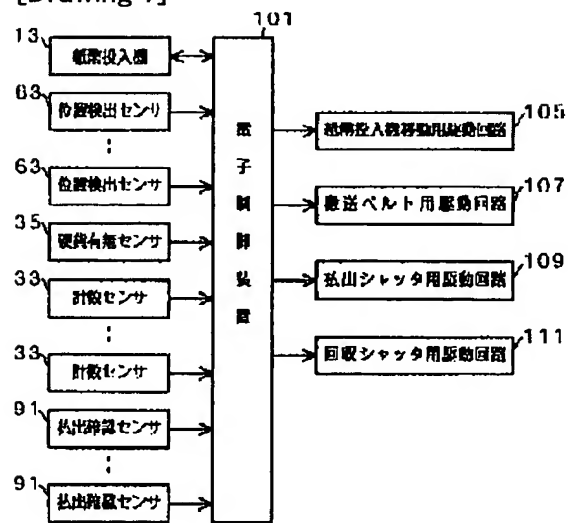 [Drawing 7]
101
13
紙幣投入機
63
位置検出センサ
63
位置検出センサ
35
硬貨有無センサ
33
計数センサ
33
計数センサ
91
払出確認センサ
91
払出確認センサ
電子制御装置
紙幣投入機移動用駆動回路
105
搬送ベルト用駆動回路
107
払出シャッタ用駆動回路
109
回収シャッタ用駆動回路
111